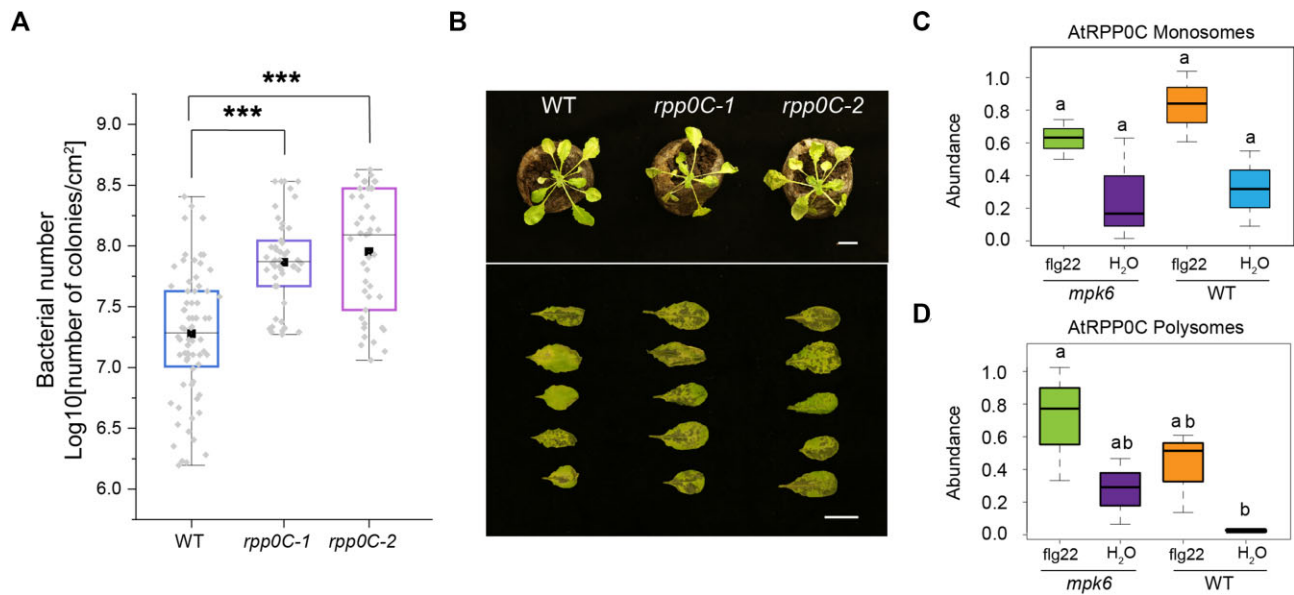 A
Bacterial number
Log10[number of colonies/cm²]
9.0
8.5
8.0
7.5
7.0
6.5
6.0
***
***
WT
rpp0C-1
rpp0C-2
B
WT
rpp0C-1
rpp0C-2
C
AtRPP0C Monosomes
Abundance
1.0
0.8
0.6
0.4
0.2
0.0
a
a
a
a
flg22
H₂O
flg22
H₂O
mpk6
WT
D
AtRPP0C Polysomes
Abundance
1.0
0.8
0.6
0.4
0.2
0.0
a
ab
ab
b
flg22
H₂O
flg22
H₂O
mpk6
WT